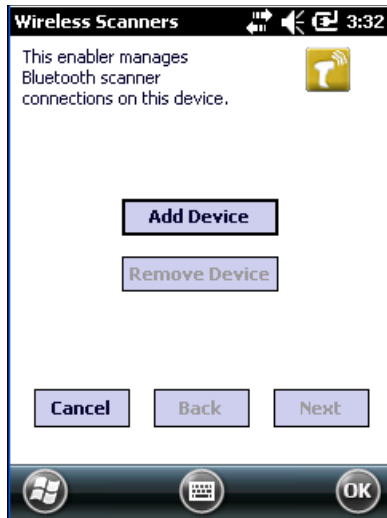 Wireless Scanners 3:32
This enabler manages
Bluetooth scanner
connections on this device.
Add Device
Remove Device
Cancel Back Next
OK